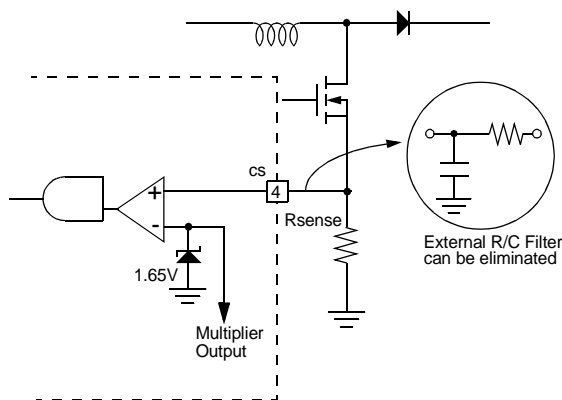 cs
4
+
-
Rsense
1.65V
Multiplier
Output
External R/C Filter
can be eliminated